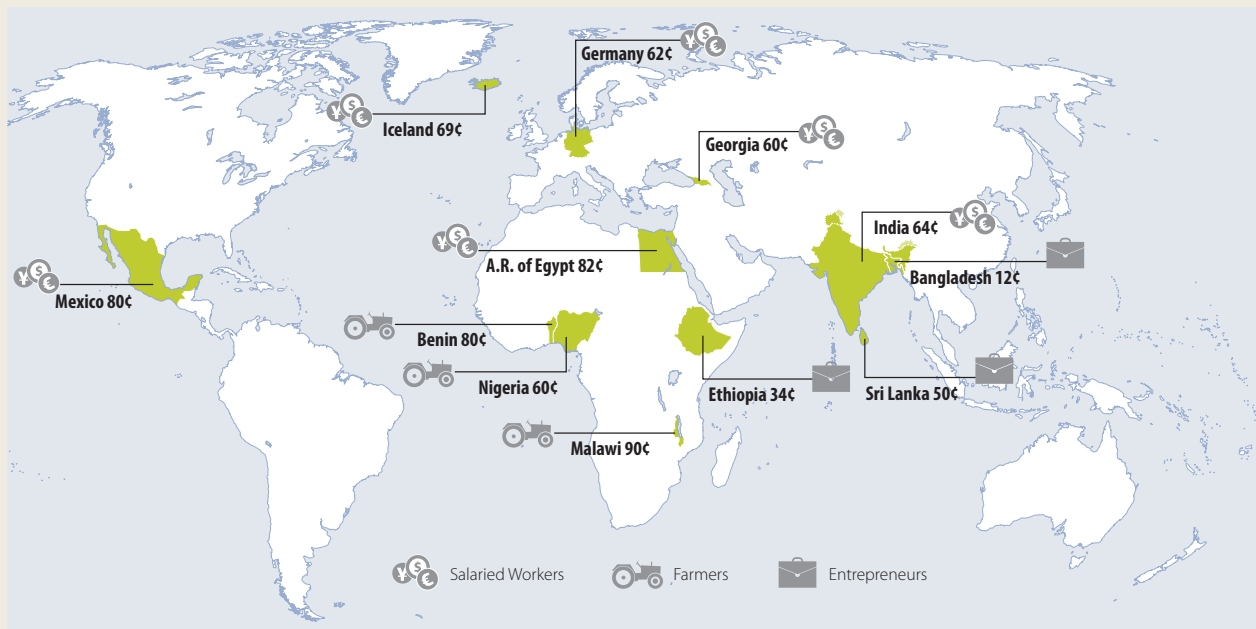 Germany 62¢
Iceland 69¢
Georgia 60¢
India 64¢
A.R. of Egypt 82¢
Bangladesh 12¢
Mexico 80¢
Benin 80¢
Nigeria 60¢
Ethiopia 34¢
Sri Lanka 50¢
Malawi 90¢
¥ $ € Salaried Workers
Farmers
Entrepreneurs